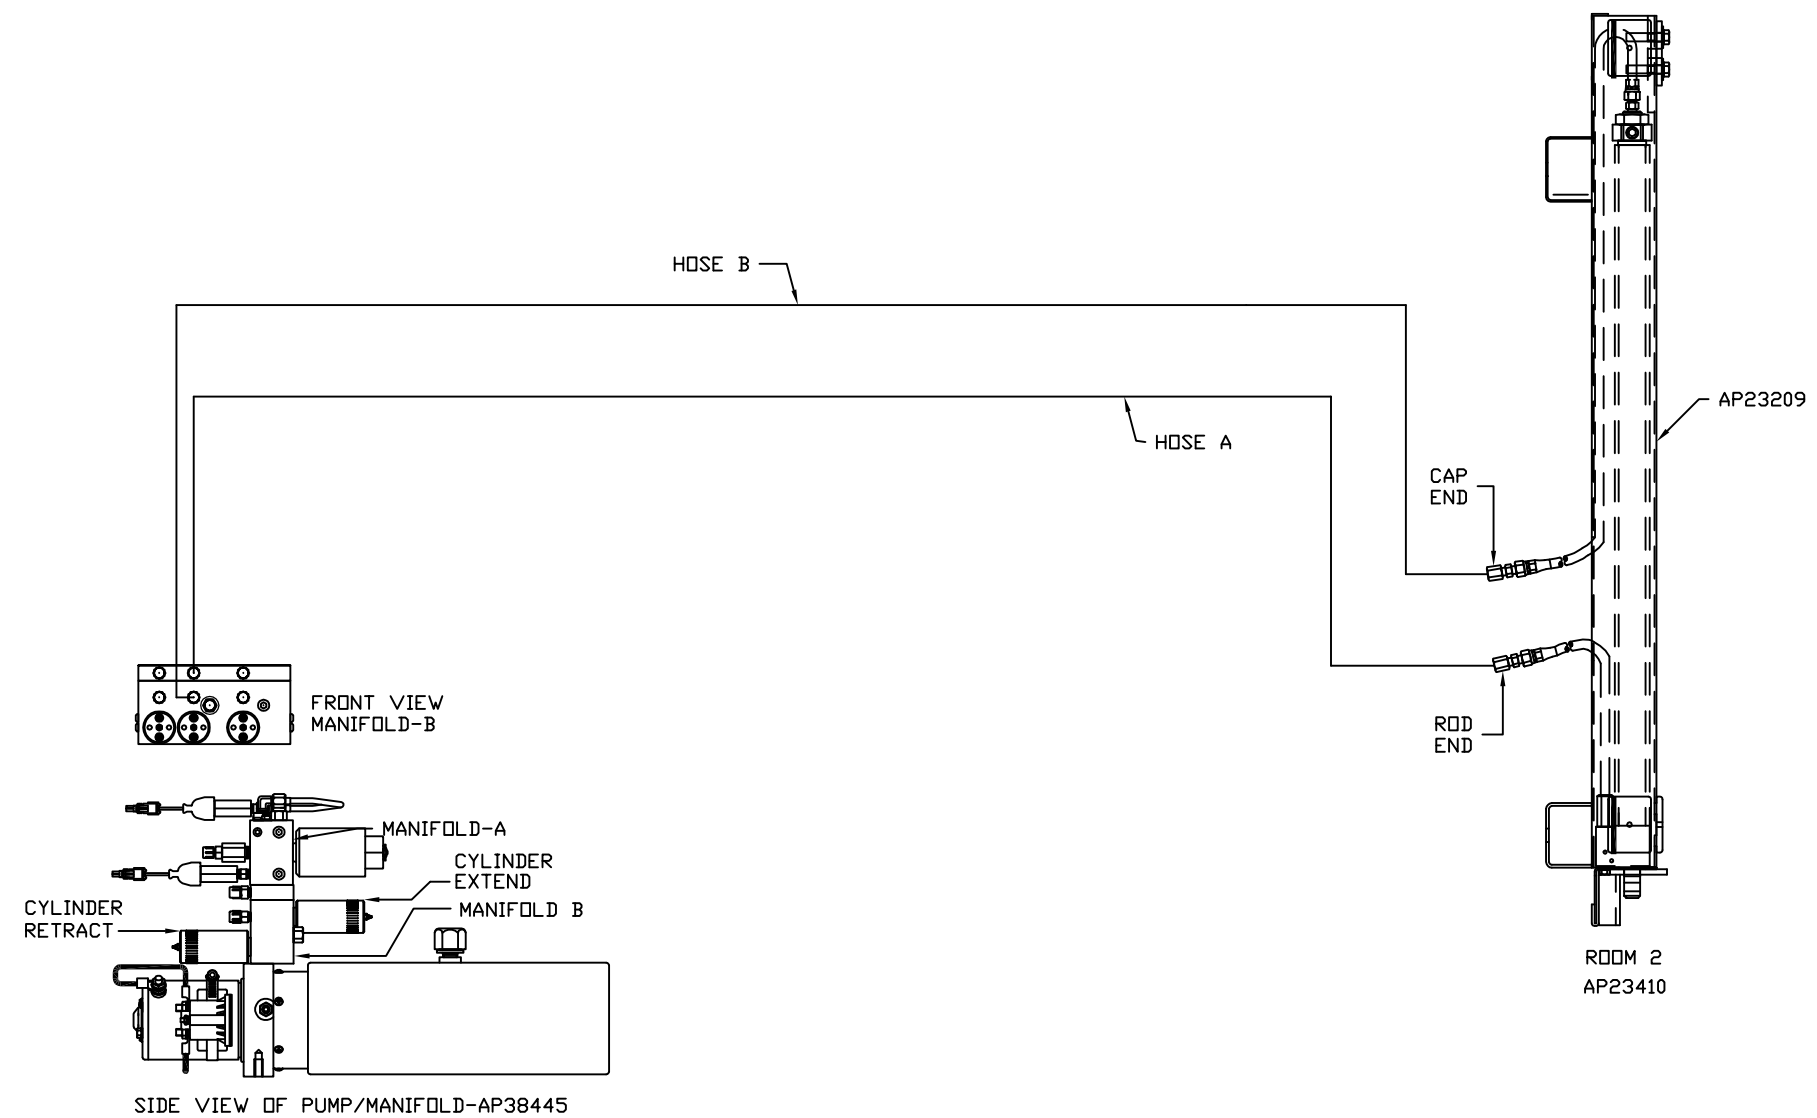 HOSE B
AP23209
HOSE A
CAP
END
FRONT VIEW
MANIFOLD-B
ROD
END
MANIFOLD-A
CYLINDER
EXTEND
CYLINDER
RETRACT
MANIFOLD B
ROOM 2
AP23410
SIDE VIEW OF PUMP/MANIFOLD-AP38445